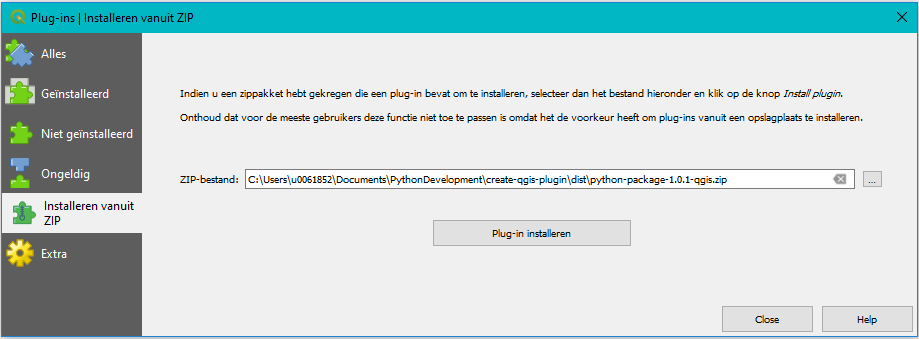 Plug-ins | Installeren vanuit ZIP
Alles
Geïnstalleerd
Niet geïnstalleerd
Ongeldig
Installeren vanuit
ZIP
Extra
Indien u een zippakket hebt gekregen die een plug-in bevat om te installeren, selecteer dan het bestand hieronder en klik op de knop Install plugin.
Onthoud dat voor de meeste gebruikers deze functie niet toe te passen is omdat het de voorkeur heeft om plug-ins vanuit een opslagplaats te installeren.
ZIP-bestand: C:\Users\u0061852\Documents\PythonDevelopment\create-qgis-plugin\dist\python-package-1.0.1-qgis.zip ...
Plug-in installeren
Close Help